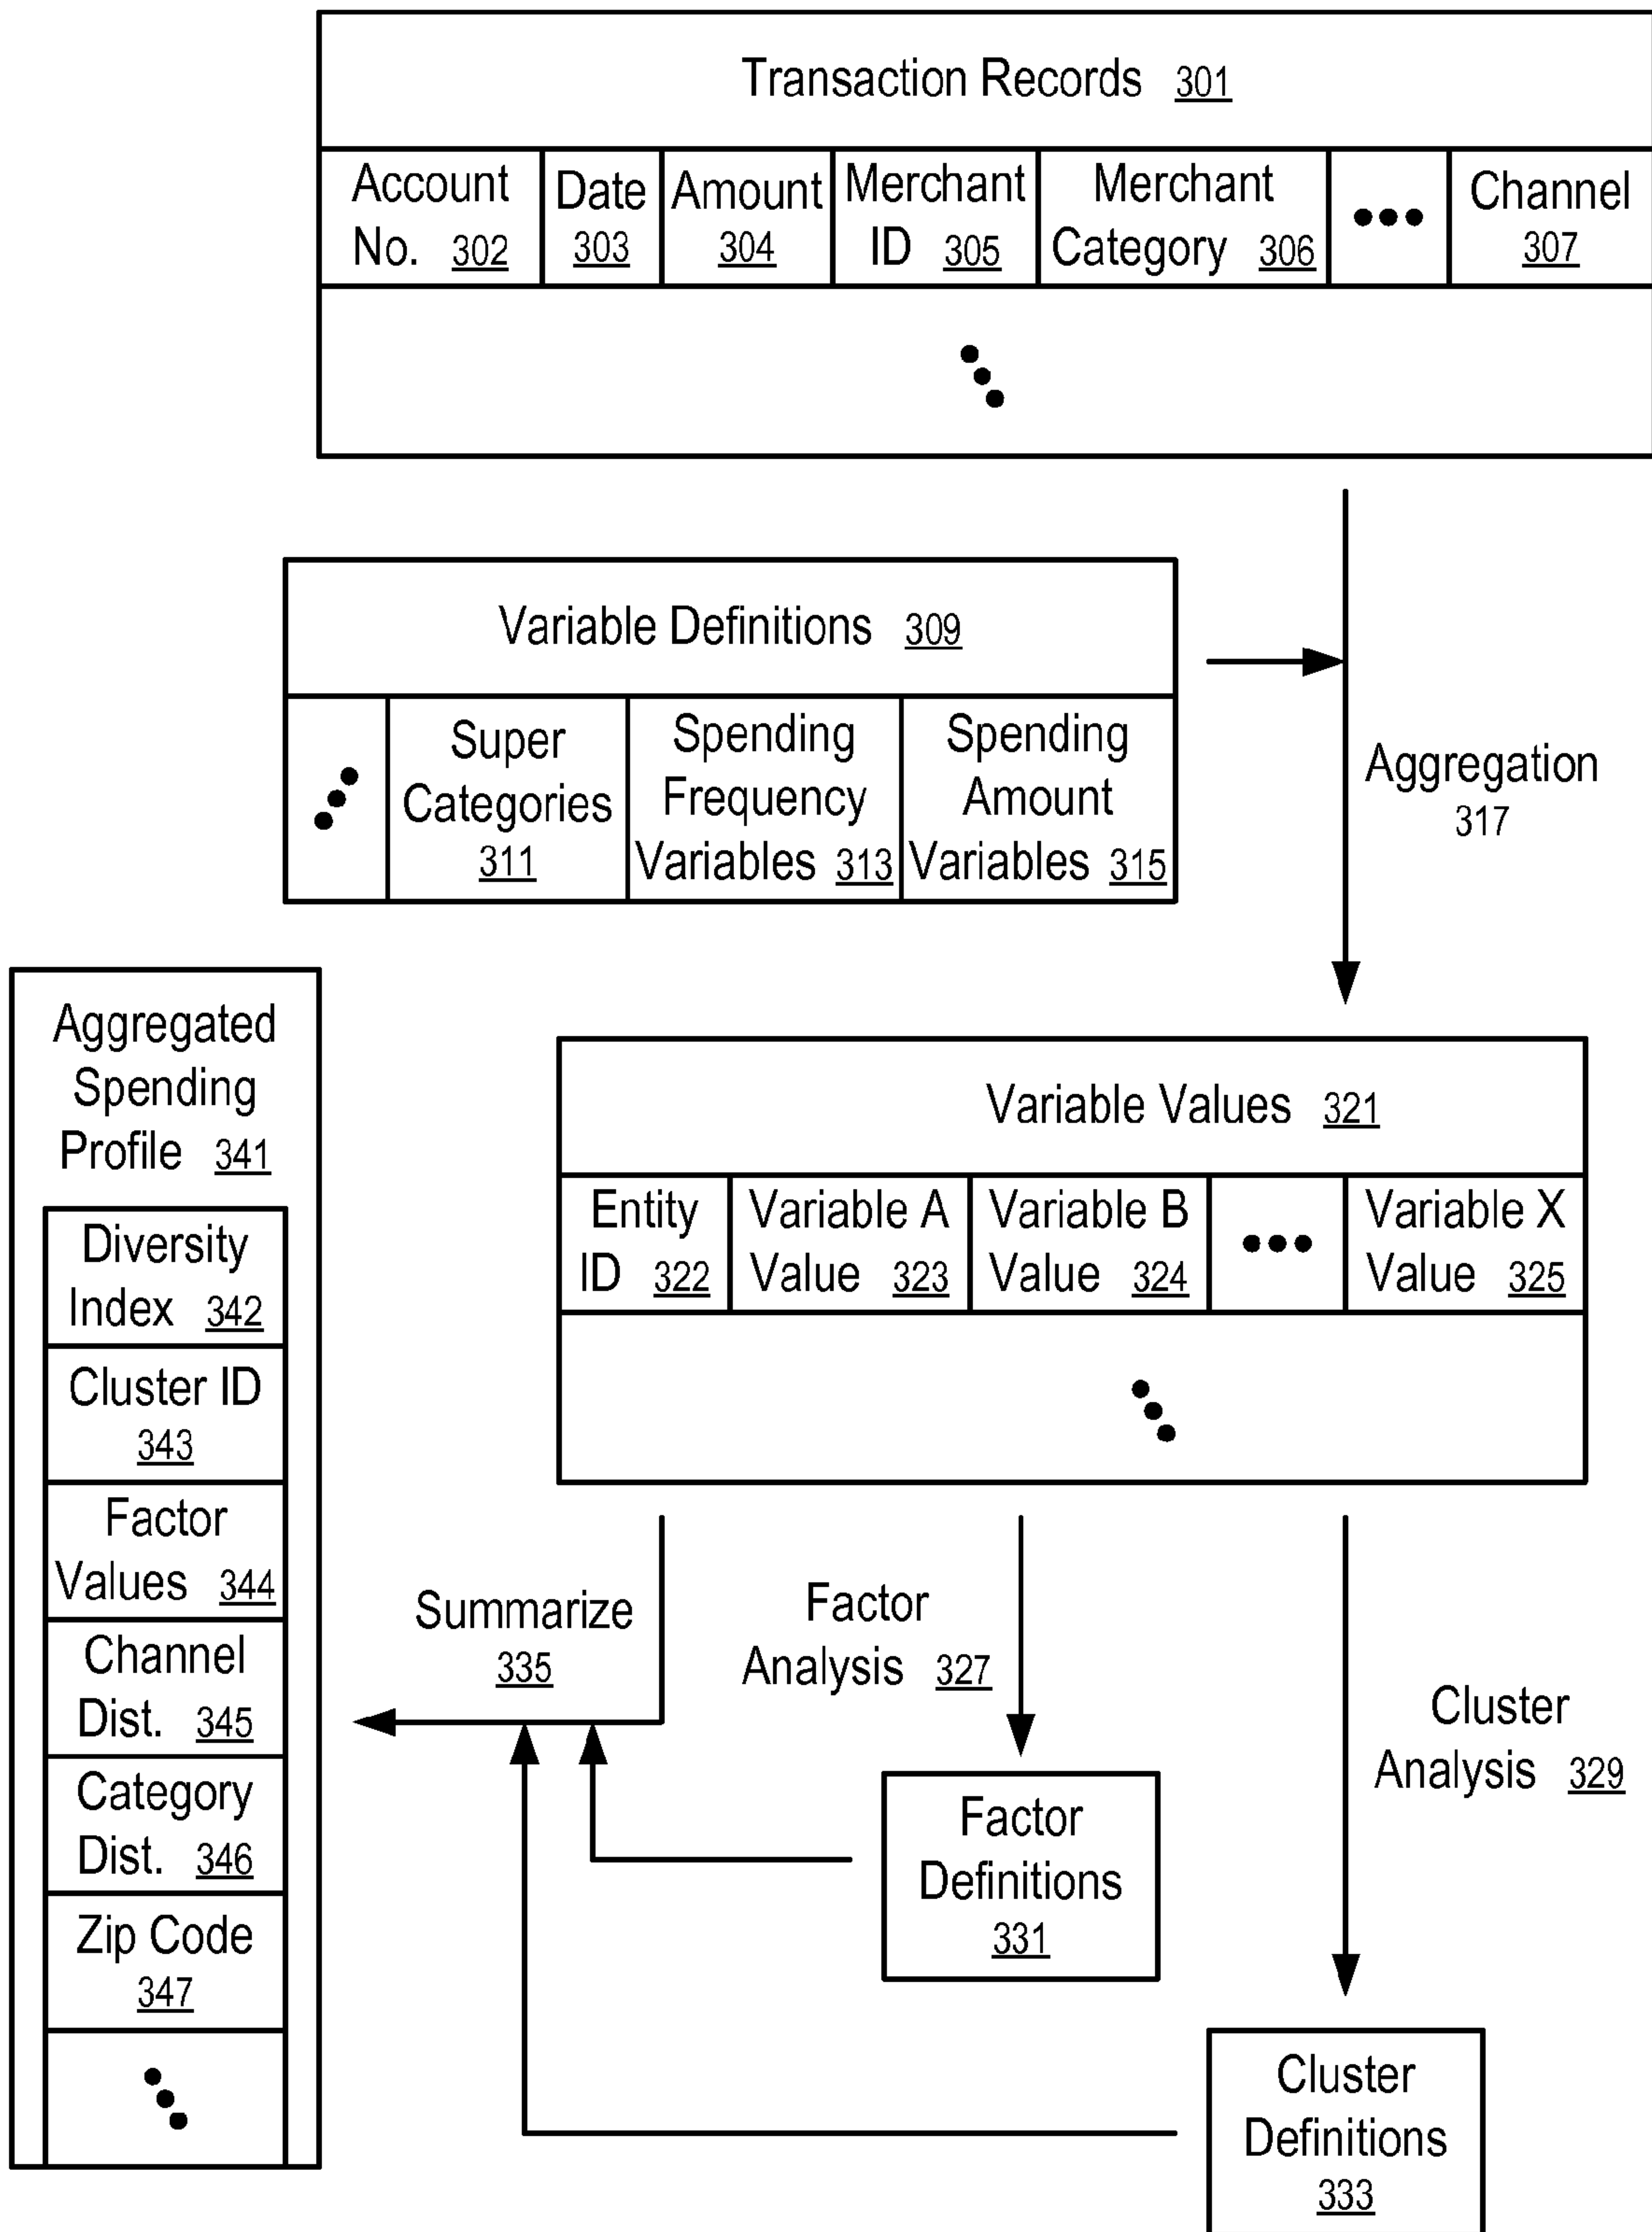 Transaction Records 301
Account No. 302
Date 303
Amount 304
Merchant ID 305
Merchant Category 306
Channel 307
Variable Definitions 309
Super Categories 311
Spending Frequency Variables 313
Spending Amount Variables 315
Aggregation 317
Aggregated Spending Profile 341
Diversity Index 342
Cluster ID 343
Factor Values 344
Channel Dist. 345
Category Dist. 346
Zip Code 347
Variable Values 321
Entity ID 322
Variable A Value 323
Variable B Value 324
Variable X Value 325
Summarize 335
Factor Analysis 327
Cluster Analysis 329
Factor Definitions 331
Cluster Definitions 333